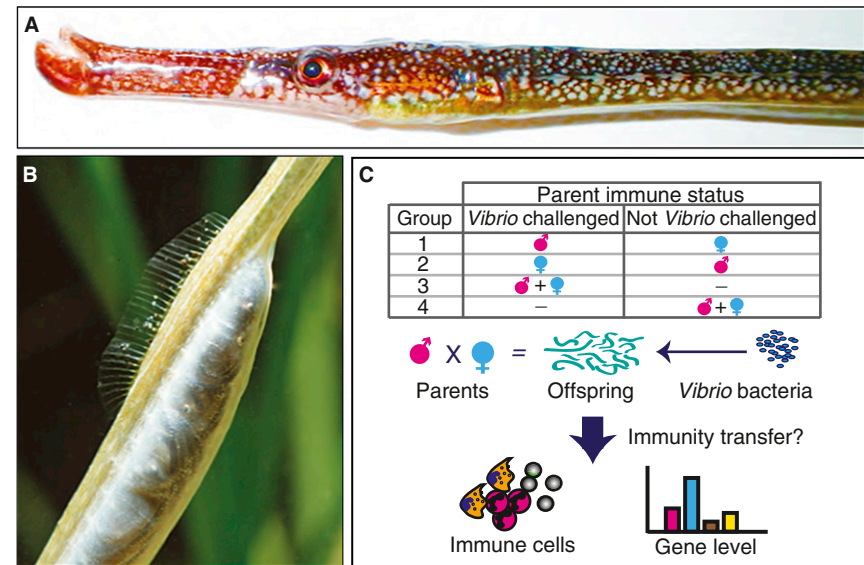 A
B
C
Parent immune status
Group Vibrio challenged Not Vibrio challenged
1 ♂ ♀
2 ♀ ♂
3 ♂ + ♀ –
4 – ♂ + ♀
♂ X ♀ =
Parents Offspring Vibrio bacteria
Immunity transfer?
Immune cells Gene level